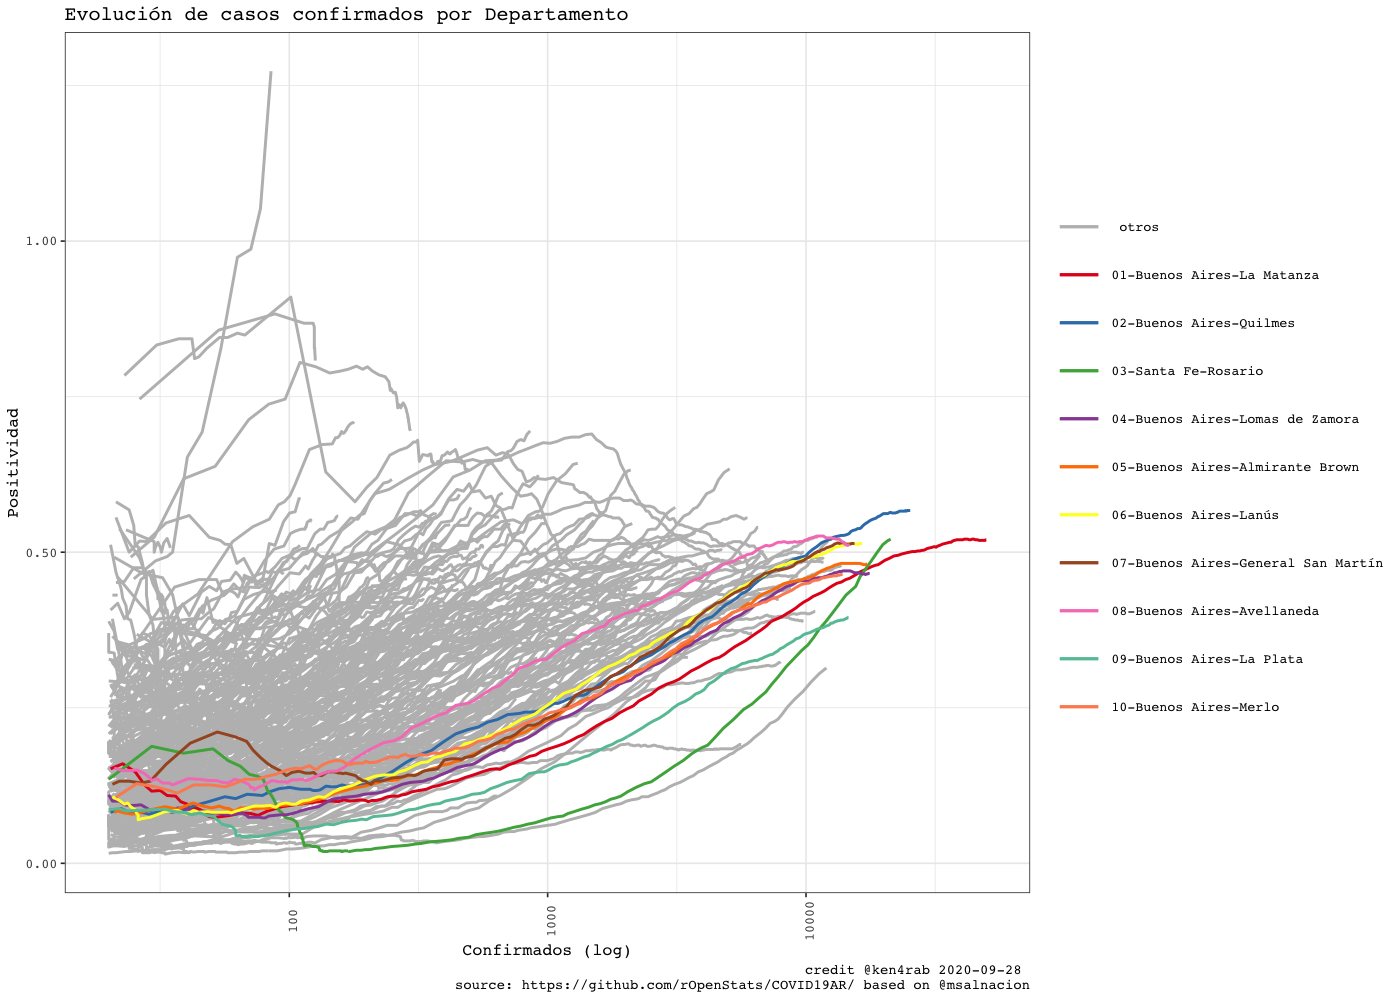 Evolución de casos confirmados por Departamento
Positividad
1.00
0.50
0.00
100
1000
10000
Confirmados (log)
otros
01-Buenos Aires-La Matanza
02-Buenos Aires-Quilmes
03-Santa Fe-Rosario
04-Buenos Aires-Lomas de Zamora
05-Buenos Aires-Almirante Brown
06-Buenos Aires-Lanús
07-Buenos Aires-General San Martín
08-Buenos Aires-Avellaneda
09-Buenos Aires-La Plata
10-Buenos Aires-Merlo
credit @ken4rab 2020-09-28
source: https://github.com/rOpenStats/COVID19AR/ based on @msalnacion